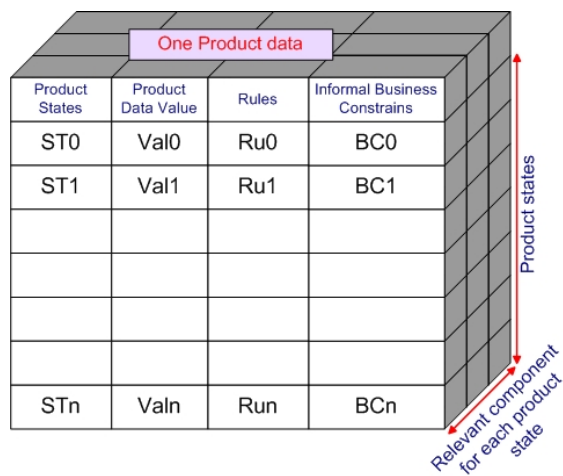 One Product data
Product
States
Product
Data Value
Rules
Informal Business
Constrains
ST0 Val0 Ru0 BC0
ST1 Val1 Ru1 BC1
STn Valn Run BCn
Product states
Relevant component
for each product
state